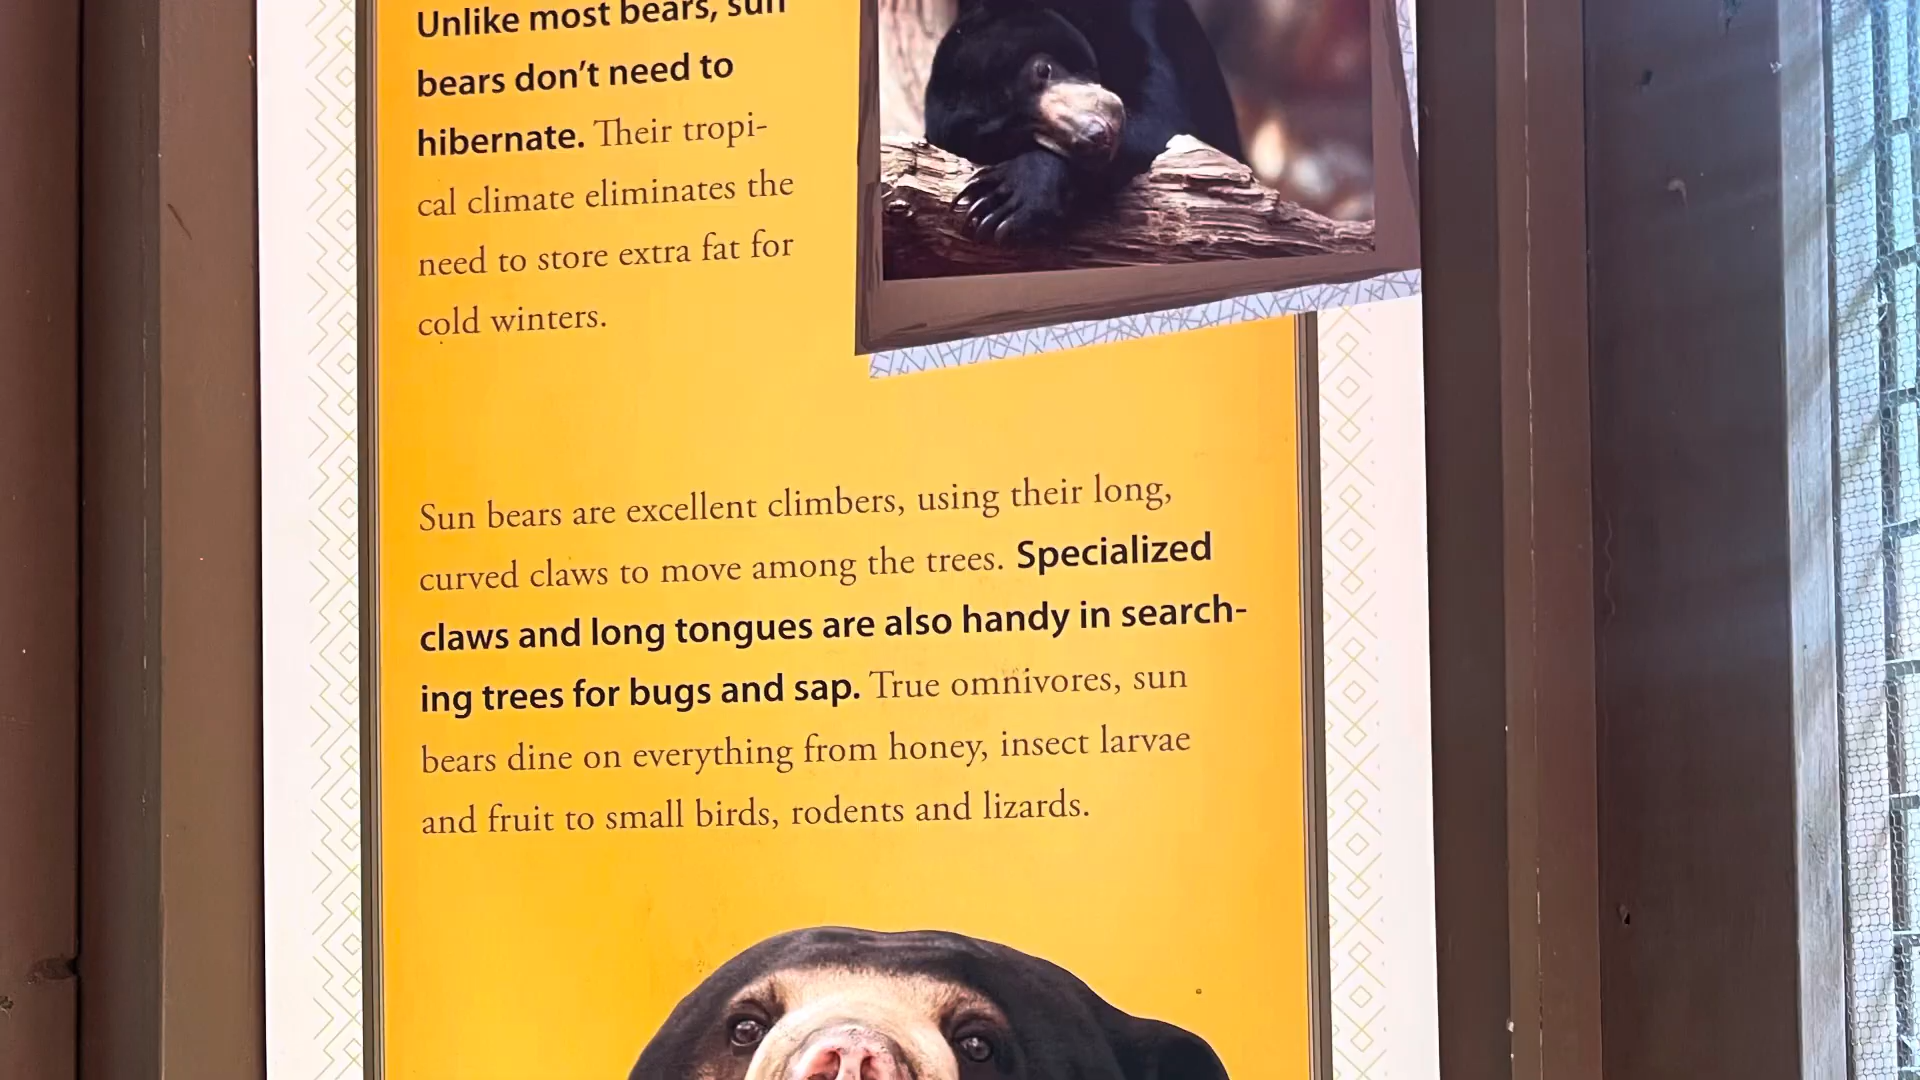 Unlike most bears, sun
bears don't need to
hibernate. Their tropi-
cal climate eliminates the
need to store extra fat for
cold winters.
Sun bears are excellent climbers, using their long,
curved claws to move among the trees. Specialized
claws and long tongues are also handy in search-
ing trees for bugs and sap. True omnivores, sun
bears dine on everything from honey, insect larvae
and fruit to small birds, rodents and lizards.